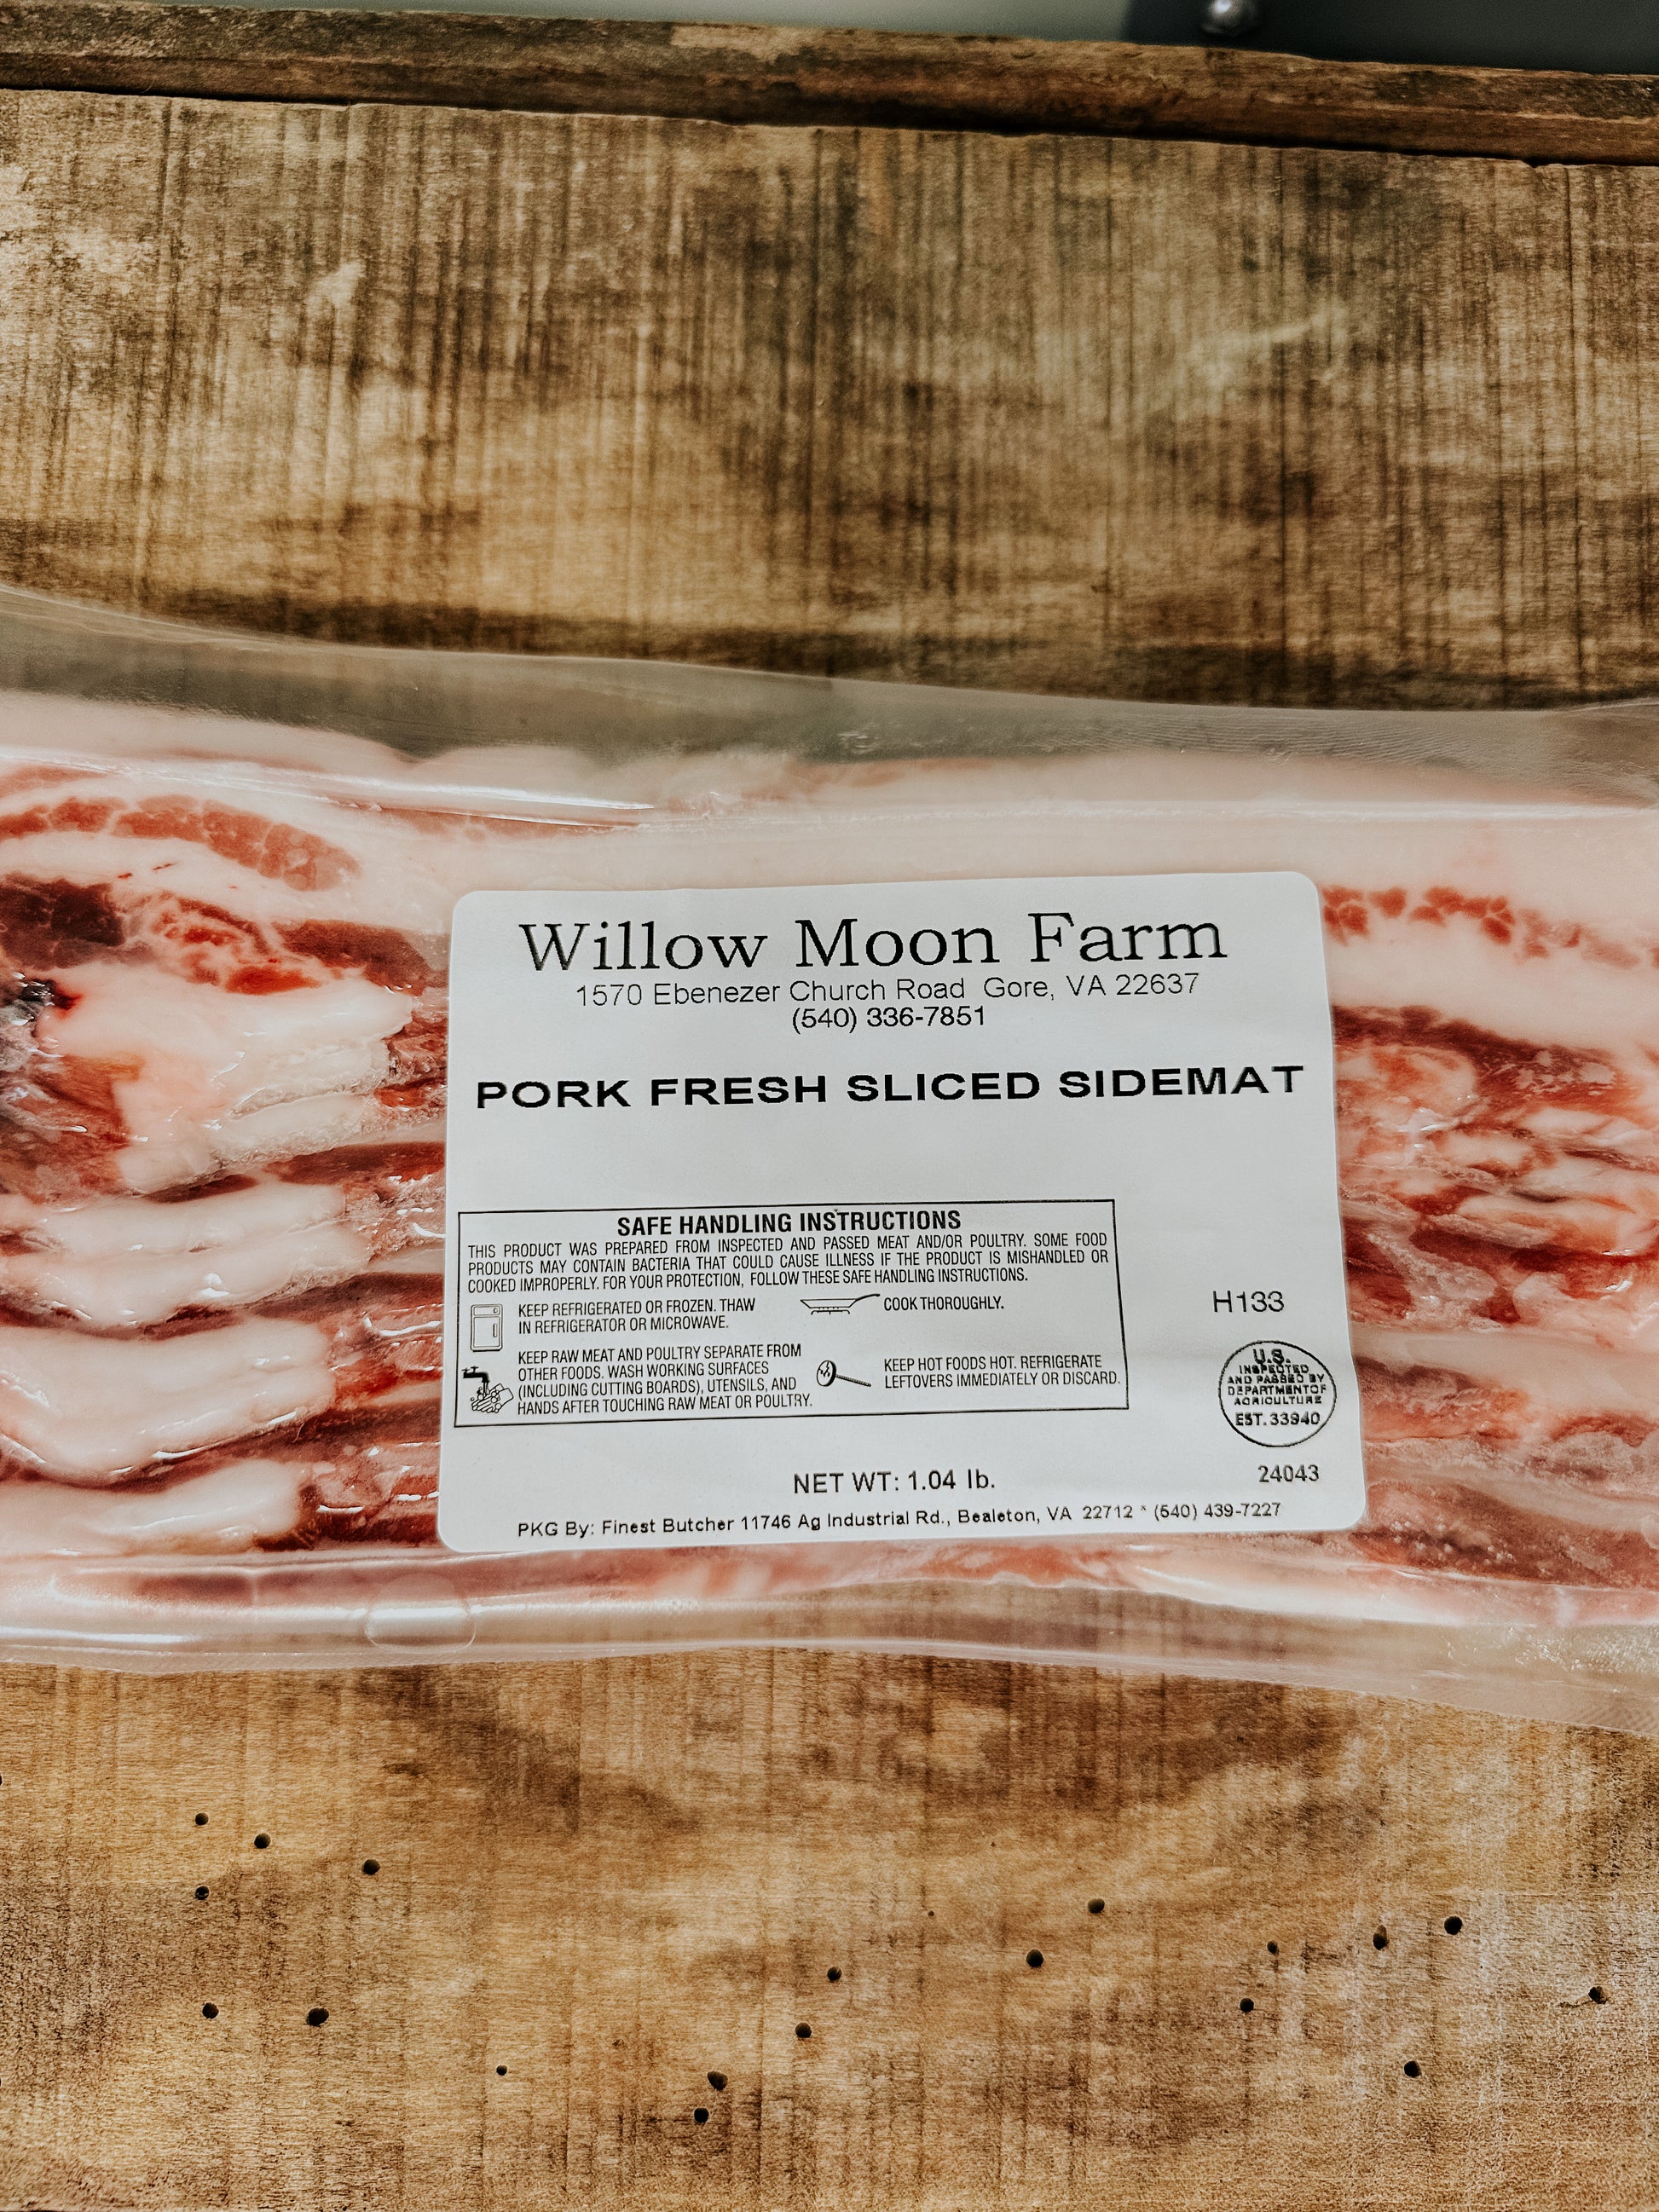 Willow Moon Farm
1570 Ebenezer Church Road Gore, VA 22637
(540) 336-7851
PORK FRESH SLICED SIDEMAT
SAFE HANDLING INSTRUCTIONS
THIS PRODUCT WAS PREPARED FROM INSPECTED AND PASSED MEAT AND/OR POULTRY. SOME FOOD
PRODUCTS MAY CONTAIN BACTERIA THAT COULD CAUSE ILLNESS IF THE PRODUCT IS MISHANDLED OR
COOKED IMPROPERLY. FOR YOUR PROTECTION, FOLLOW THESE SAFE HANDLING INSTRUCTIONS.
KEEP REFRIGERATED OR FROZEN. THAW
IN REFRIGERATOR OR MICROWAVE.
COOK THOROUGHLY.
KEEP RAW MEAT AND POULTRY SEPARATE FROM
OTHER FOODS. WASH WORKING SURFACES
(INCLUDING CUTTING BOARDS), UTENSILS, AND
HANDS AFTER TOUCHING RAW MEAT OR POULTRY.
KEEP HOT FOODS HOT. REFRIGERATE
LEFTOVERS IMMEDIATELY OR DISCARD.
H133
U.S.
INSPECTED
AND PASSED BY
DEPARTMENT OF
AGRICULTURE
EST. 33940
NET WT: 1.04 lb.
24043
PKG By: Finest Butcher 11746 Ag Industrial Rd., Bealeton, VA 22712 * (540) 439-7227